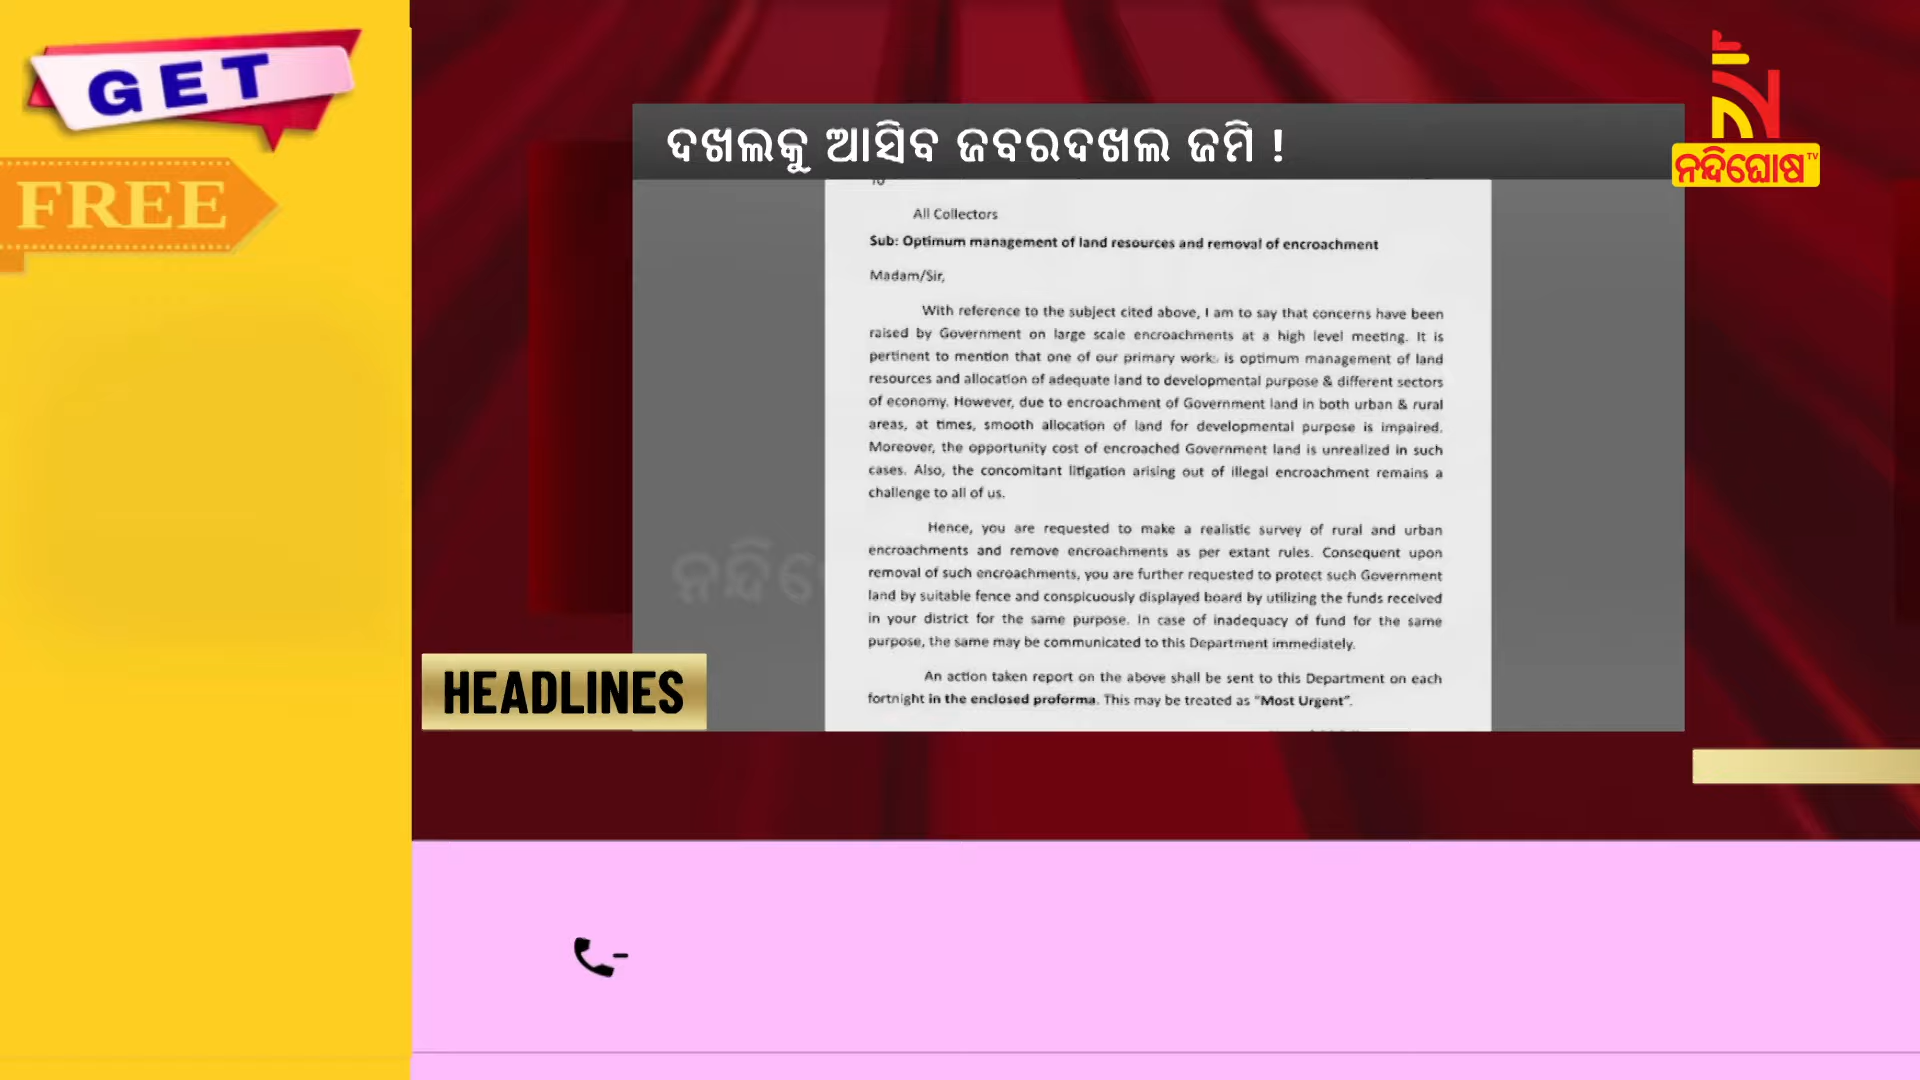 GET
FREE
ଦଖଲକୁ ଆସିବ ଜବରଦଖଲ ଜମି !
ନନ୍ଦିଘୋଷ TV
To
All Collectors
Sub: Optimum management of land resources and removal of encroachment
Madam/Sir,
With reference to the subject cited above, I am to say that concerns have been
raised by Government on large scale encroachments at a high level meeting. It is
pertinent to mention that one of our primary works is optimum management of land
resources and allocation of adequate land to developmental purpose & different sectors
of economy. However, due to encroachment of Government land in both urban & rural
areas, at times, smooth allocation of land for developmental purpose is impaired.
Moreover, the opportunity cost of encroached Government land is unrealized in such
cases. Also, the concomitant litigation arising out of illegal encroachment remains a
challenge to all of us.
Hence, you are requested to make a realistic survey of rural and urban
encroachments and remove encroachments as per extant rules. Consequent upon
removal of such encroachments, you are further requested to protect such Government
land by suitable fence and conspicuously displayed board by utilizing the funds received
in your district for the same purpose. In case of inadequacy of fund for the same
purpose, the same may be communicated to this Department immediately.
An action taken report on the above shall be sent to this Department on each
fortnight in the enclosed proforma. This may be treated as "Most Urgent".
HEADLINES